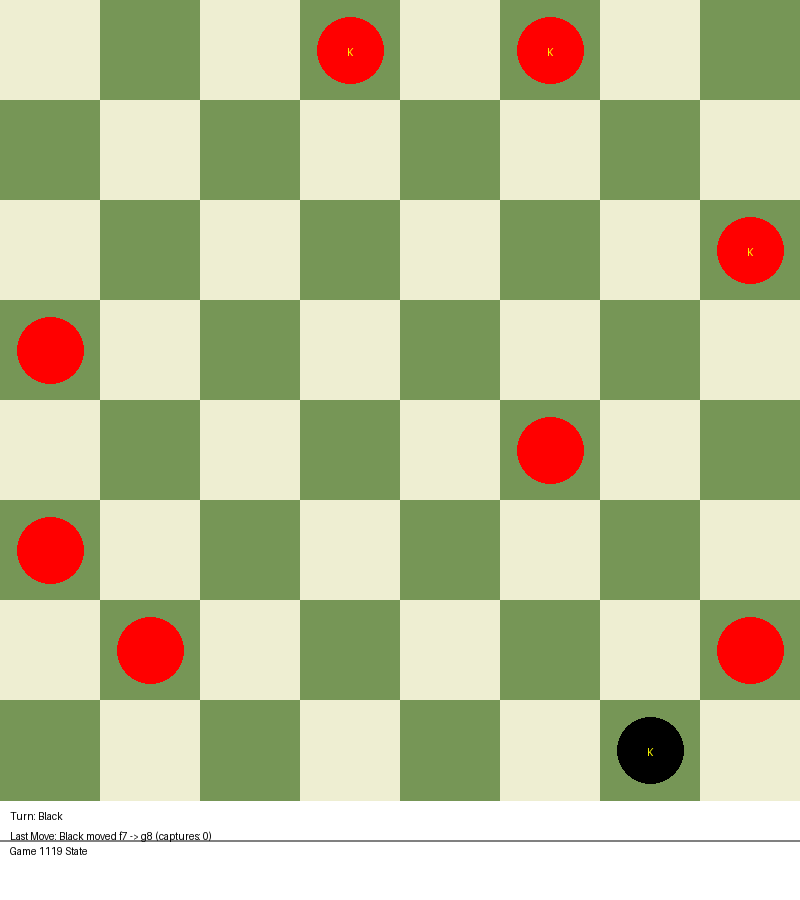 K K
K
K
Turn: Black
Last Move: Black moved f7 -> g8 (captures: 0)
Game 1119 State